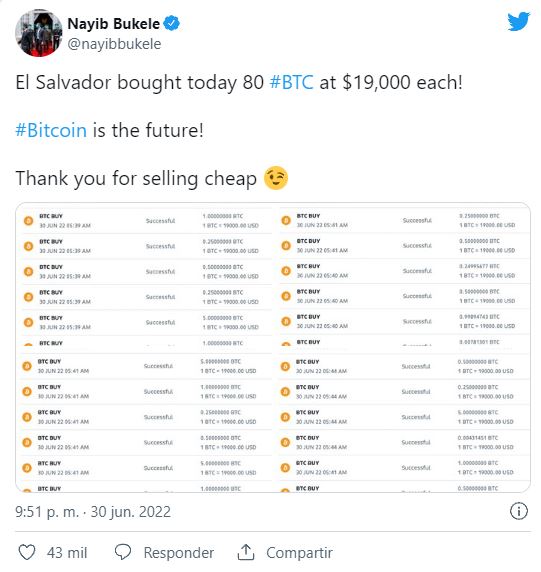 Nayib Bukele
@nayibbukele
El Salvador bought today 80 #BTC at $19,000 each!
#Bitcoin is the future!
Thank you for selling cheap 😉
BTC BUY Successful 1.00000000 BTC
30 JUN 22 05:39 AM 1 BTC = 19000.00 USD
BTC BUY Successful 0.25000000 BTC
30 JUN 22 05:39 AM 1 BTC = 19000.00 USD
BTC BUY Successful 0.50000000 BTC
30 JUN 22 05:39 AM 1 BTC = 19000.00 USD
BTC BUY Successful 0.25000000 BTC
30 JUN 22 05:39 AM 1 BTC = 19000.00 USD
BTC BUY Successful 5.00000000 BTC
30 JUN 22 05:39 AM 1 BTC = 19000.00 USD
BTC BUY 1.00000000 BTC
BTC BUY Successful 0.25000000 BTC
30 JUN 22 05:41 AM 1 BTC = 19000.00 USD
BTC BUY Successful 0.50000000 BTC
30 JUN 22 05:41 AM 1 BTC = 19000.00 USD
BTC BUY Successful 0.24995677 BTC
30 JUN 22 05:40 AM 1 BTC = 19000.00 USD
BTC BUY Successful 0.50000000 BTC
30 JUN 22 05:40 AM 1 BTC = 19000.00 USD
BTC BUY Successful 0.99894743 BTC
30 JUN 22 05:40 AM 1 BTC = 19000.00 USD
BTC BUY 0.00781301 BTC
BTC BUY Successful 5.00000000 BTC
30 JUN 22 05:41 AM 1 BTC = 19000.00 USD
BTC BUY Successful 1.00000000 BTC
30 JUN 22 05:41 AM 1 BTC = 19000.00 USD
BTC BUY Successful 0.25000000 BTC
30 JUN 22 05:41 AM 1 BTC = 19000.00 USD
BTC BUY Successful 0.50000000 BTC
30 JUN 22 05:41 AM 1 BTC = 19000.00 USD
BTC BUY Successful 5.00000000 BTC
30 JUN 22 05:41 AM 1 BTC = 19000.00 USD
BTC BUY 1.00000000 BTC
BTC BUY Successful 0.50000000 BTC
30 JUN 22 05:44 AM 1 BTC = 19000.00 USD
BTC BUY Successful 0.25000000 BTC
30 JUN 22 05:44 AM 1 BTC = 19000.00 USD
BTC BUY Successful 5.00000000 BTC
30 JUN 22 05:44 AM 1 BTC = 19000.00 USD
BTC BUY Successful 0.00431451 BTC
30 JUN 22 05:44 AM 1 BTC = 19000.00 USD
BTC BUY Successful 1.00000000 BTC
30 JUN 22 05:41 AM 1 BTC = 19000.00 USD
BTC BUY 0.50000000 BTC
9:51 p. m. · 30 jun. 2022
43 mil Responder Compartir